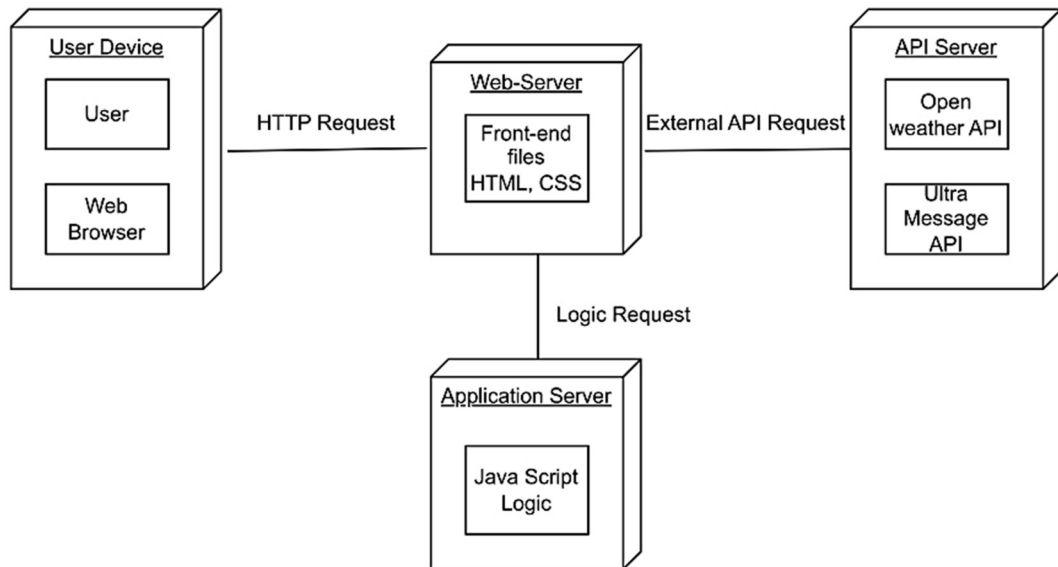 User Device
User
Web
Browser
HTTP Request
Web-Server
Front-end
files
HTML, CSS
External API Request
API Server
Open
weather API
Ultra
Message
API
Logic Request
Application Server
Java Script
Logic